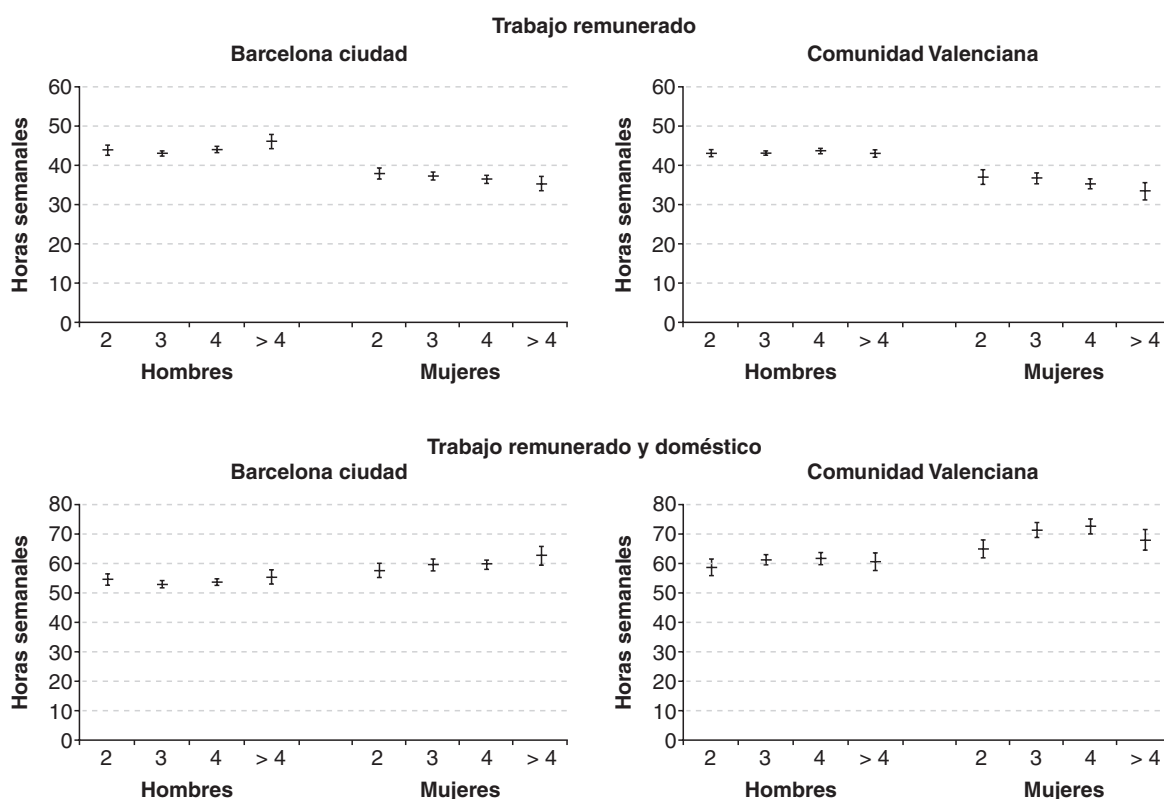 Trabajo remunerado
Barcelona ciudad
60
50
40
30
20
10
0
Horas semanales
2 3 4 > 4 2 3 4 > 4
Hombres Mujeres
Comunidad Valenciana
60
50
40
30
20
10
0
Horas semanales
2 3 4 > 4 2 3 4 > 4
Hombres Mujeres
Trabajo remunerado y doméstico
Barcelona ciudad
80
70
60
50
40
30
20
10
0
Horas semanales
2 3 4 > 4 2 3 4 > 4
Hombres Mujeres
Comunidad Valenciana
80
70
60
50
40
30
20
10
0
Horas semanales
2 3 4 > 4 2 3 4 > 4
Hombres Mujeres